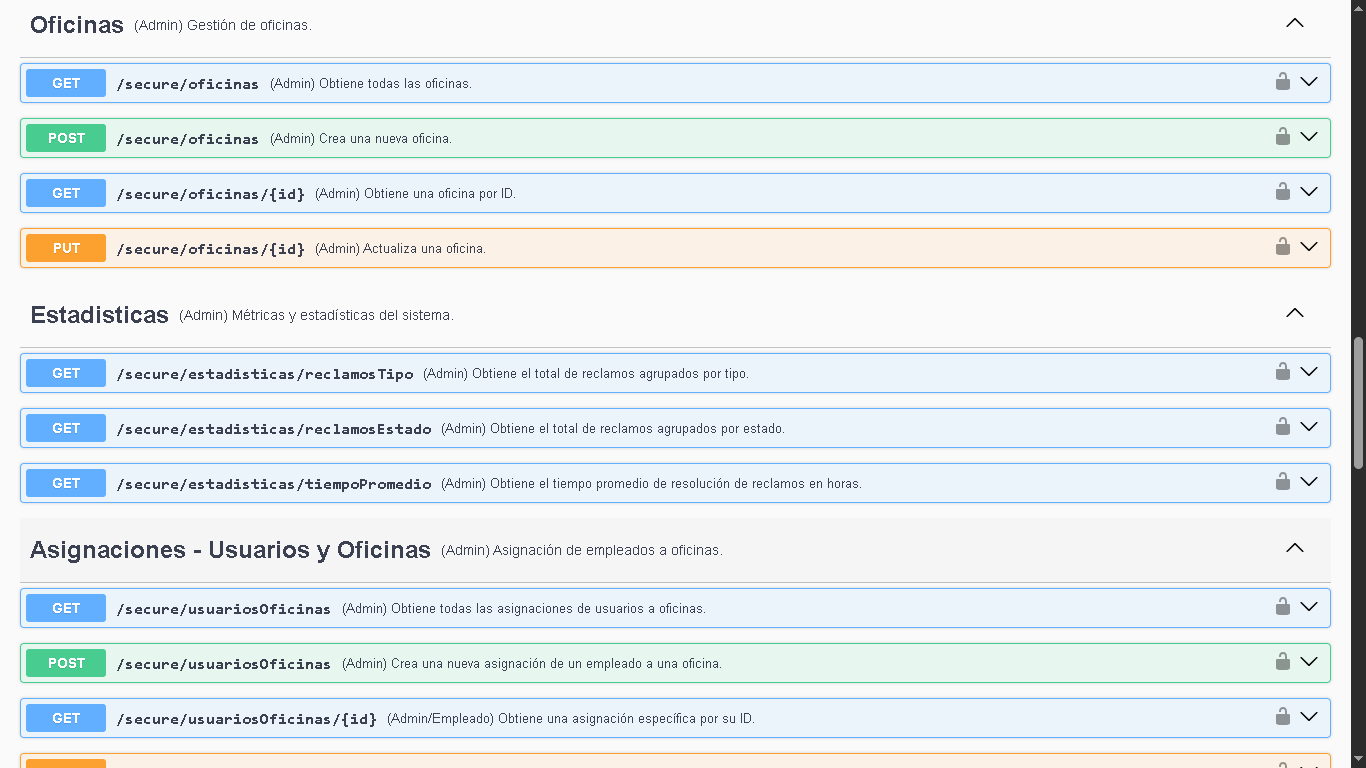 Oficinas (Admin) Gestión de oficinas.
GET /secure/oficinas (Admin) Obtiene todas las oficinas.
POST /secure/oficinas (Admin) Crea una nueva oficina.
GET /secure/oficinas/{id} (Admin) Obtiene una oficina por ID.
PUT /secure/oficinas/{id} (Admin) Actualiza una oficina.
Estadisticas (Admin) Métricas y estadísticas del sistema.
GET /secure/estadisticas/reclamosTipo (Admin) Obtiene el total de reclamos agrupados por tipo.
GET /secure/estadisticas/reclamosEstado (Admin) Obtiene el total de reclamos agrupados por estado.
GET /secure/estadisticas/tiempoPromedio (Admin) Obtiene el tiempo promedio de resolución de reclamos en horas.
Asignaciones - Usuarios y Oficinas (Admin) Asignación de empleados a oficinas.
GET /secure/usuariosOficinas (Admin) Obtiene todas las asignaciones de usuarios a oficinas.
POST /secure/usuariosOficinas (Admin) Crea una nueva asignación de un empleado a una oficina.
GET /secure/usuariosOficinas/{id} (Admin/Empleado) Obtiene una asignación específica por su ID.